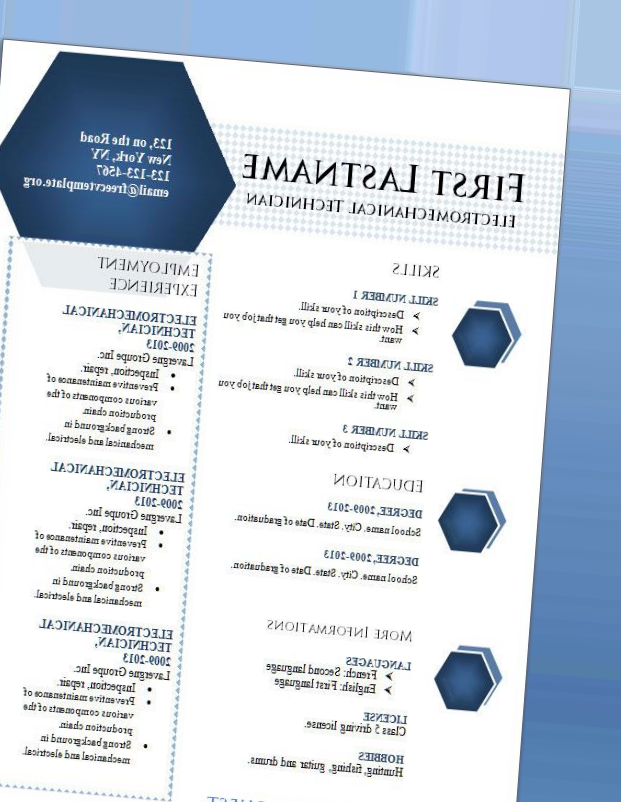 FIRST LASTNAME
ELECTROMECHANICAL TECHNICIAN
123, on the Road
New York, NY
123-123-4567
email@freecvtemplate.org
SKILLS
SKILL NUMBER 1
➤ Description of your skill.
➤ How this skill can help you get that job you
want.
SKILL NUMBER 2
➤ Description of your skill.
➤ How this skill can help you get that job you
want.
SKILL NUMBER 3
➤ Description of your skill.
EDUCATION
DEGREE, 2009-2013
School name. City. State. Date of graduation.
DEGREE, 2009-2013
School name. City. State. Date of graduation.
MORE INFORMATIONS
LANGUAGES
➤ French: Second language
➤ English: First language
LICENSE
Class 5 driving license.
HOBBIES
Hunting, fishing, guitar and drums.
EMPLOYMENT
EXPERIENCE
ELECTROMECHANICAL
TECHNICIAN,
2009-2013
Lavergne Groupe Inc.
• Inspection, repair.
• Preventive maintenance of
various components of the
production chain.
• Strong background in
mechanical and electrical.
ELECTROMECHANICAL
TECHNICIAN,
2009-2013
Lavergne Groupe Inc.
• Inspection, repair.
• Preventive maintenance of
various components of the
production chain.
• Strong background in
mechanical and electrical.
ELECTROMECHANICAL
TECHNICIAN,
2009-2013
Lavergne Groupe Inc.
• Inspection, repair.
• Preventive maintenance of
various components of the
production chain.
• Strong background in
mechanical and electrical.